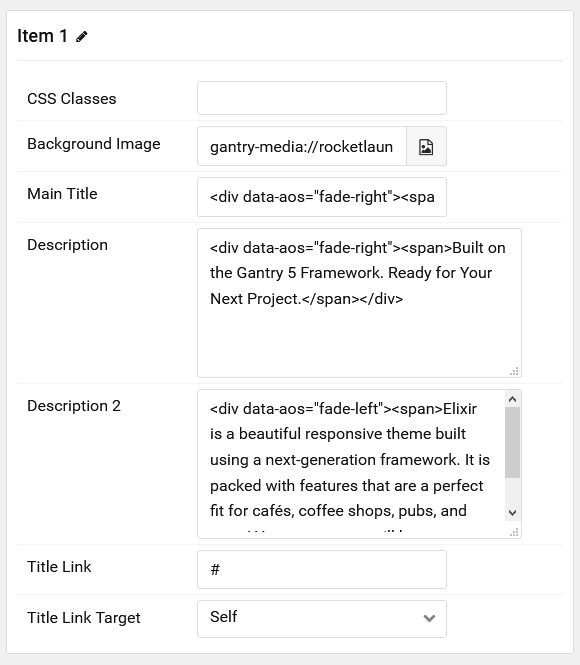 Item 1
CSS Classes
Background Image
gantry-media://rocketlaun
Main Title
<div data-aos="fade-right"><spa
Description
<div data-aos="fade-right"><span>Built on
the Gantry 5 Framework. Ready for Your
Next Project.</span></div>
Description 2
<div data-aos="fade-left"><span>Elixir
is a beautiful responsive theme built
using a next-generation framework. It is
packed with features that are a perfect
fit for cafés, coffee shops, pubs, and
Title Link
#
Title Link Target
Self